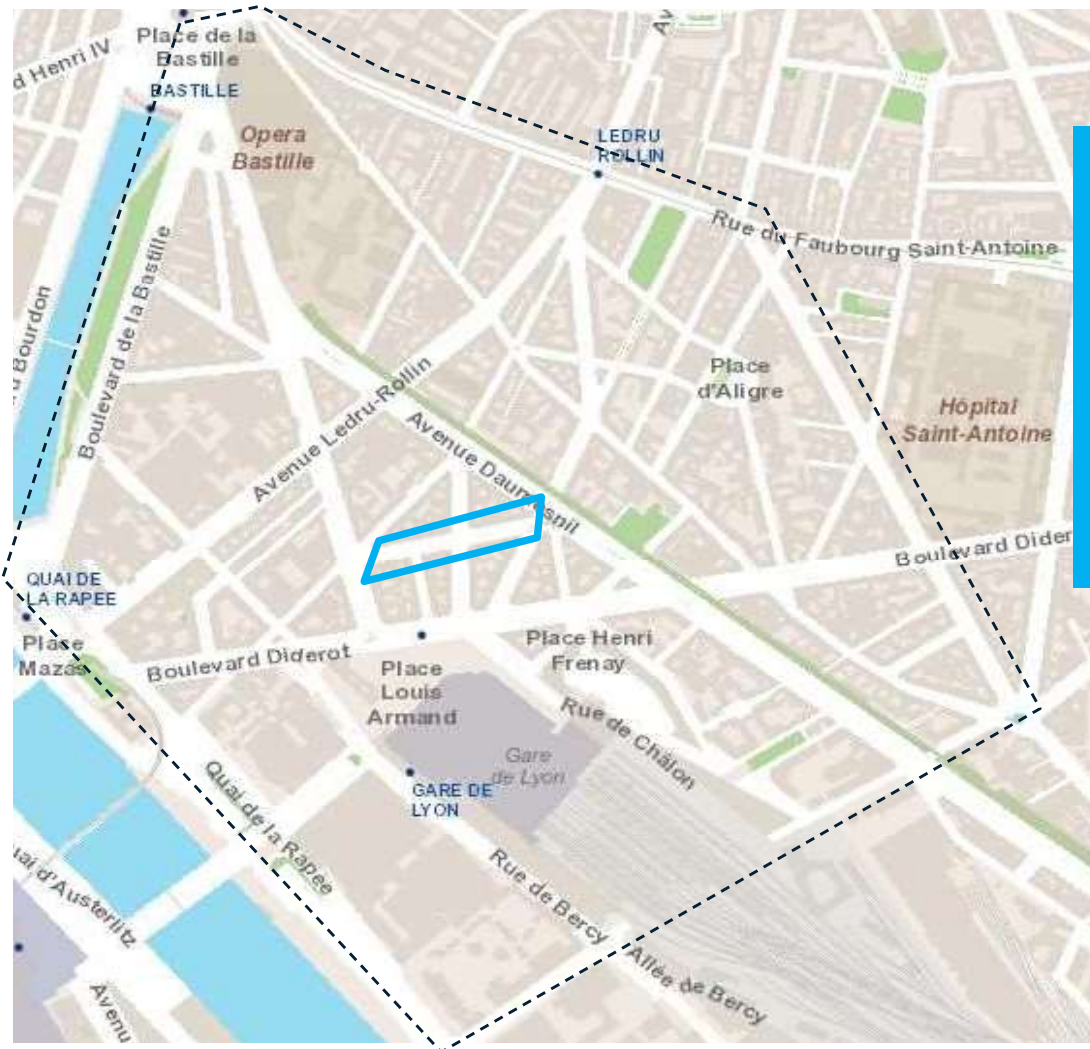 Place de la
Bastille
d Henri IV
BASTILLE
Opera
Bastille
LEDRU
ROLLIN
Av
Rue du Faubourg Saint-Antoine
Boulevard de la Bastille
d Bourdon
Place
d'Aligre
Hôpital
Saint-Antoine
Avenue Ledru-Rollin
Avenue Daumesnil
Boulevard Dider
QUAI DE
LA RAPEE
Place
Mazas
Boulevard Diderot
Place Henri
Frenay
Place
Louis
Armand
Rue de Châlon
Gare
de Lyon
GARE DE
LYON
Quai de la Rapée
Rue de Bercy
Allée de Bercy
uai d'Austerlitz
Avenu